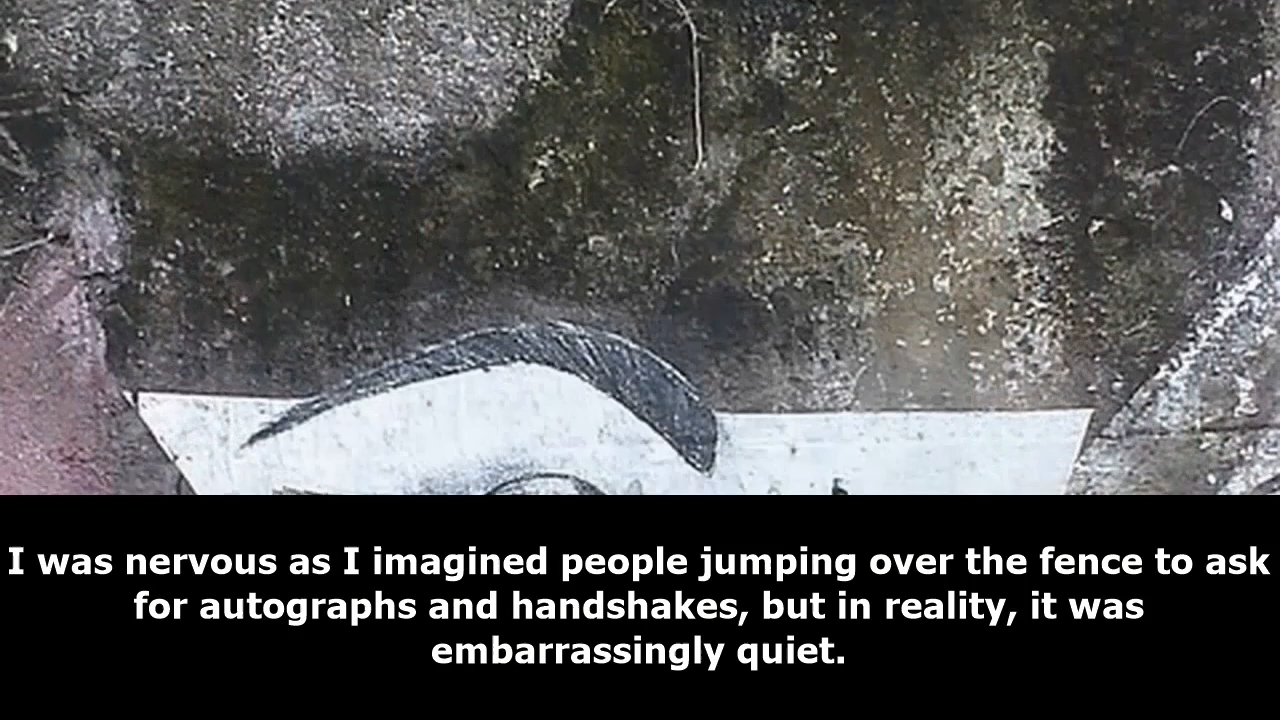 I was nervous as I imagined people jumping over the fence to ask
for autographs and handshakes, but in reality, it was
embarrassingly quiet.